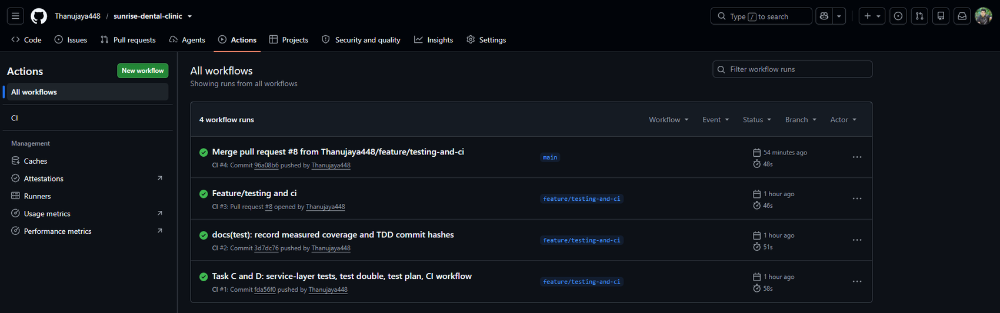 Thanujaya448 / sunrise-dental-clinic
Type / to search
Code
Issues
Pull requests
Agents
Actions
Projects
Security and quality
Insights
Settings
Actions
New workflow
All workflows
CI
Management
Caches
Attestations
Runners
Usage metrics
Performance metrics
All workflows
Showing runs from all workflows
Filter workflow runs
4 workflow runs
Workflow
Event
Status
Branch
Actor
Merge pull request #8 from Thanujaya448/feature/testing-and-ci
CI #4: Commit 96a08b6 pushed by Thanujaya448
main
54 minutes ago
48s
Feature/testing and ci
CI #3: Pull request #8 opened by Thanujaya448
feature/testing-and-ci
1 hour ago
46s
docs(test): record measured coverage and TDD commit hashes
CI #2: Commit 3d7dc76 pushed by Thanujaya448
feature/testing-and-ci
1 hour ago
51s
Task C and D: service-layer tests, test double, test plan, CI workflow
CI #1: Commit fda56f0 pushed by Thanujaya448
feature/testing-and-ci
1 hour ago
58s